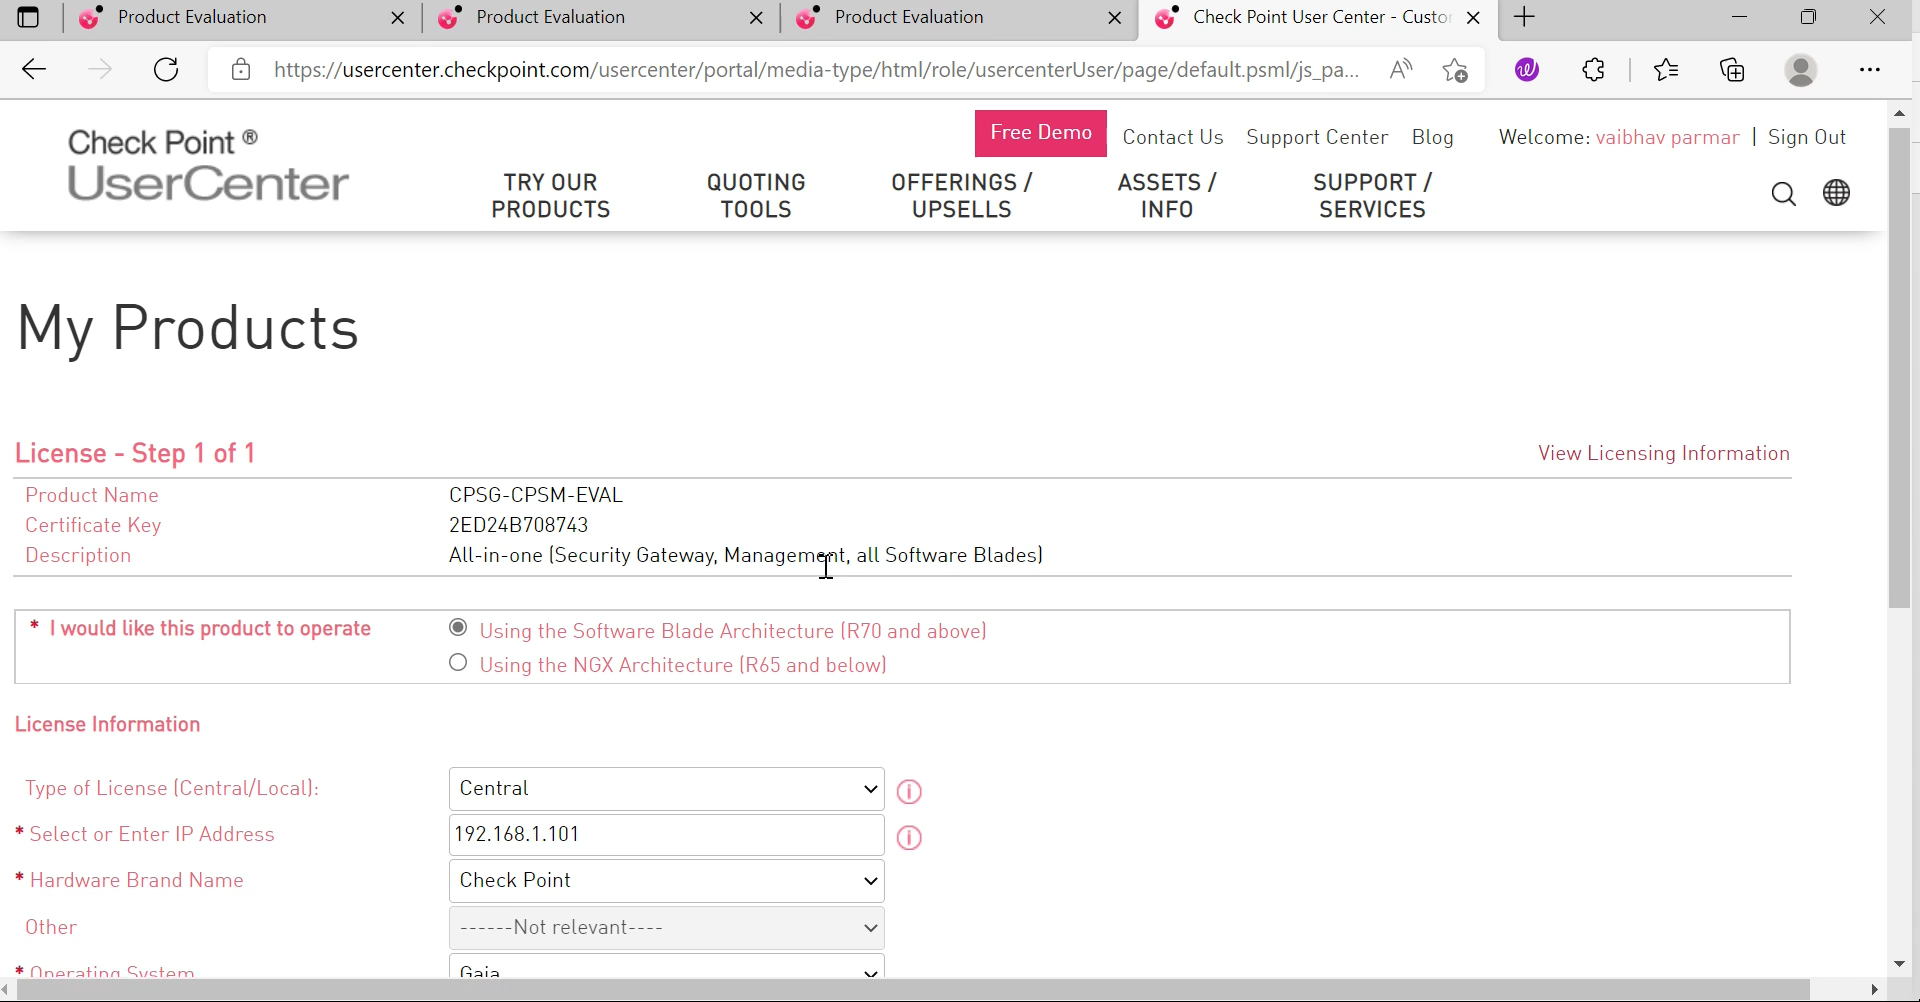 Product Evaluation
Product Evaluation
Product Evaluation
Check Point User Center - Custo
https://usercenter.checkpoint.com/usercenter/portal/media-type/html/role/usercenterUser/page/default.psml/js_pa...
Check Point ®
UserCenter
Free Demo
Contact Us
Support Center
Blog
Welcome: vaibhav parmar | Sign Out
TRY OUR
PRODUCTS
QUOTING
TOOLS
OFFERINGS /
UPSELLS
ASSETS /
INFO
SUPPORT /
SERVICES
My Products
License - Step 1 of 1
View Licensing Information
Product Name CPSG-CPSM-EVAL
Certificate Key 2ED24B708743
Description All-in-one (Security Gateway, Management, all Software Blades)
* I would like this product to operate
Using the Software Blade Architecture (R70 and above)
Using the NGX Architecture (R65 and below)
License Information
Type of License (Central/Local): Central
* Select or Enter IP Address 192.168.1.101
* Hardware Brand Name Check Point
Other ------Not relevant----
* Operating System Gaia